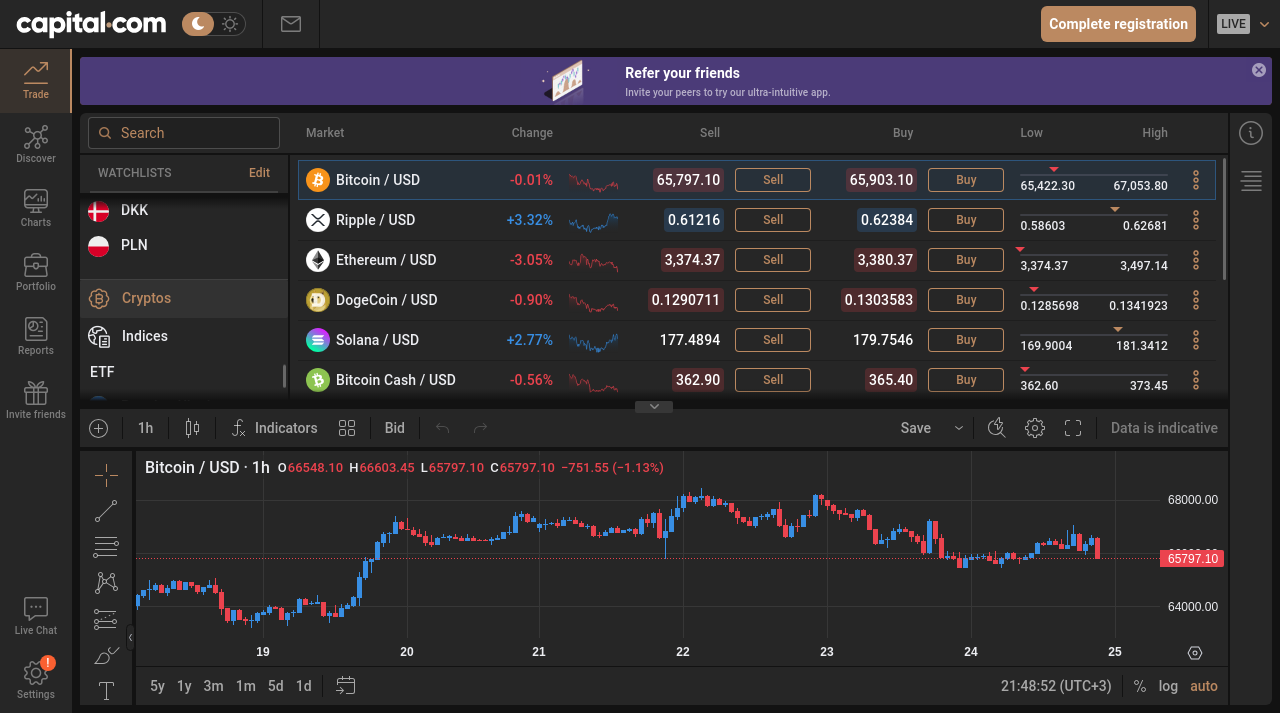 capital.com
Complete registration
LIVE
Trade
Discover
Charts
Portfolio
Reports
Invite friends
Live Chat
!
Settings
Refer your friends
Invite your peers to try our ultra-intuitive app.
Search
WATCHLISTS Edit
DKK
PLN
Cryptos
Indices
ETF
Market Change Sell Buy Low High
Bitcoin / USD -0.01% 65,797.10 Sell 65,903.10 Buy 65,422.30 67,053.80
Ripple / USD +3.32% 0.61216 Sell 0.62384 Buy 0.58603 0.62681
Ethereum / USD -3.05% 3,374.37 Sell 3,380.37 Buy 3,374.37 3,497.14
DogeCoin / USD -0.90% 0.1290711 Sell 0.1303583 Buy 0.1285698 0.1341923
Solana / USD +2.77% 177.4894 Sell 179.7546 Buy 169.9004 181.3412
Bitcoin Cash / USD -0.56% 362.90 Sell 365.40 Buy 362.60 373.45
1h Indicators Bid Save Data is indicative
Bitcoin / USD · 1h O66548.10 H66603.45 L65797.10 C65797.10 −751.55 (−1.13%)
68000.00
65797.10
64000.00
19 20 21 22 23 24 25
5y 1y 3m 1m 5d 1d 21:48:52 (UTC+3) % log auto